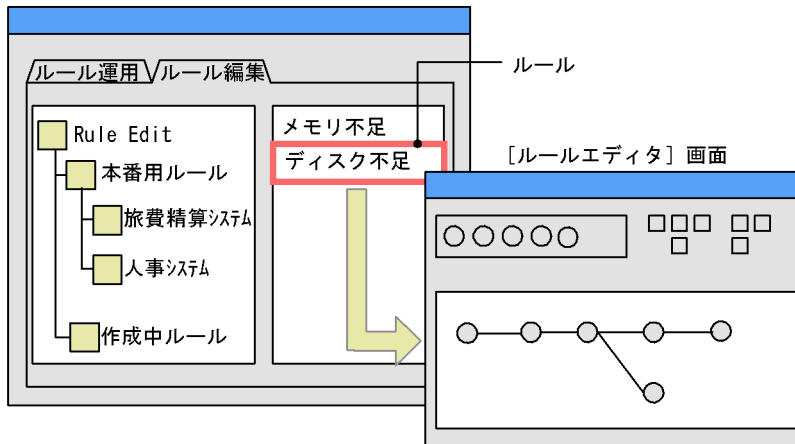 ルール運用
ルール編集
ルール
Rule Edit
本番用ルール
旅費精算システム
人事システム
作成中ルール
メモリ不足
ディスク不足
[ルールエディタ] 画面